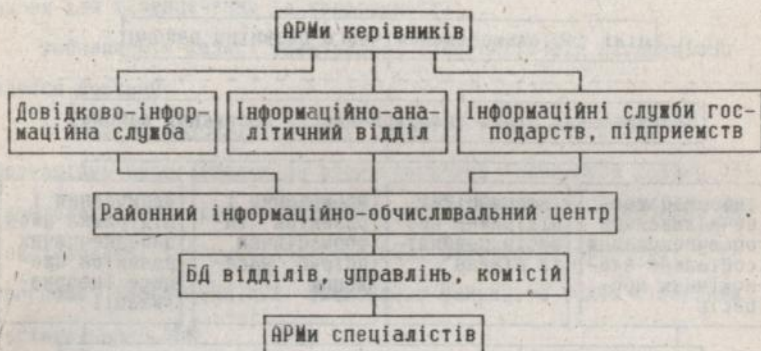 АРМи керівників
Довідково-інфор-
маційна служба
Інформаційно-ана-
літичний відділ
Інформаційні служби гос-
подарств, підприємств
Районний інформаційно-обчислювальний центр
БД відділів, управлінь, комісій
АРМи спеціалістів